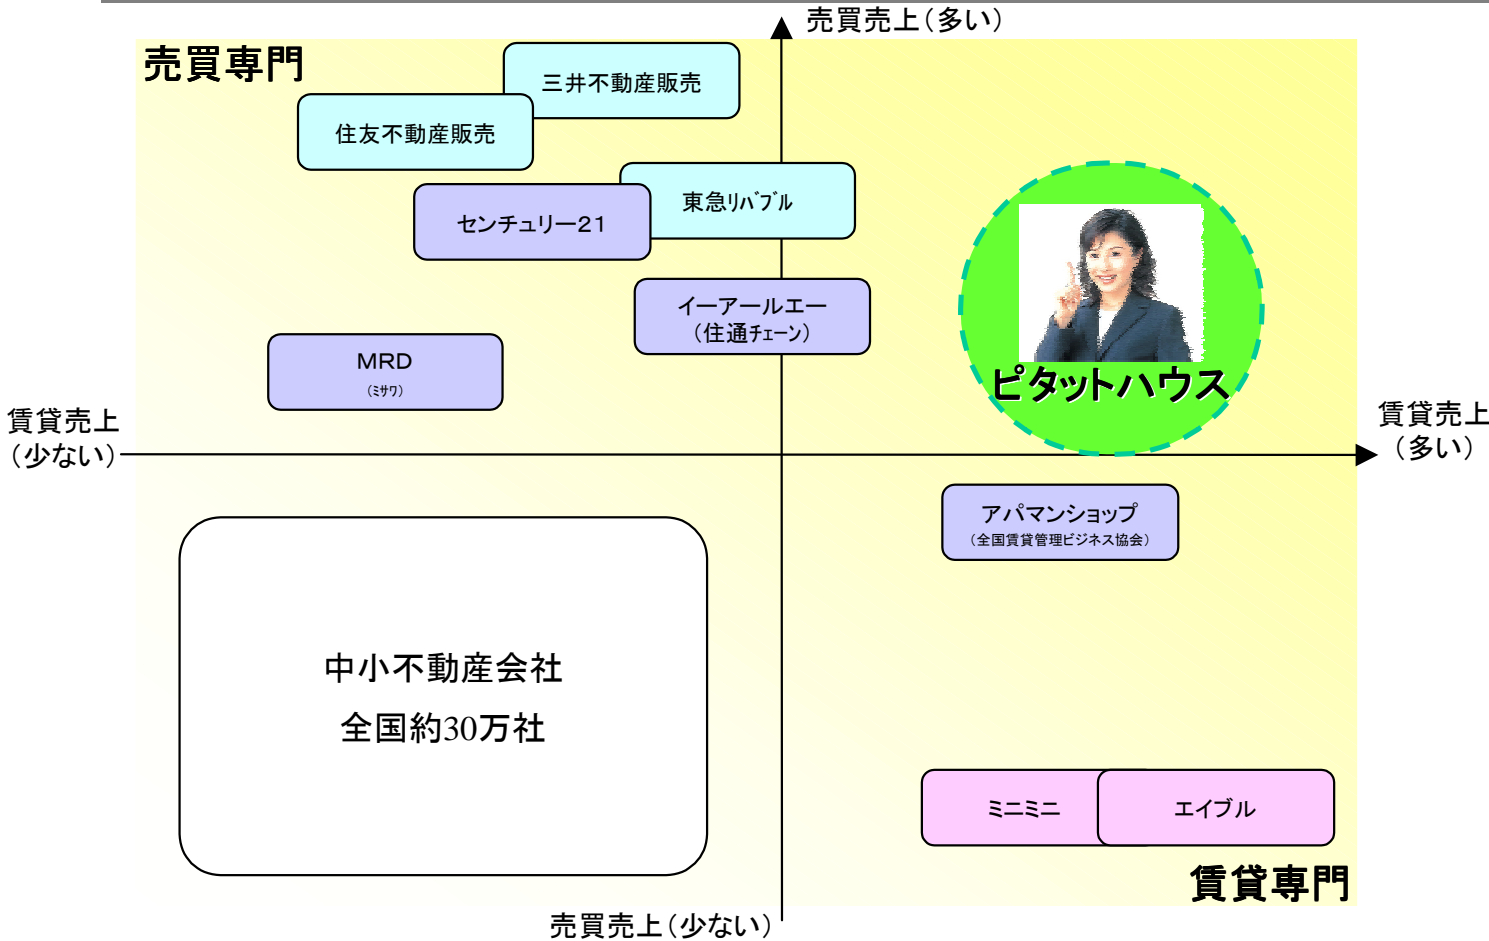 売買売上(多い)
売買専門
三井不動産販売
住友不動産販売
東急ﾘﾊﾞﾌﾞﾙ
センチュリー21
イーアールエー
(住通ﾁｪｰﾝ)
MRD
(ﾐｻﾜ)
ピタットハウス
賃貸売上
(少ない)
賃貸売上
(多い)
アパマンショップ
(全国賃貸管理ビジネス協会)
中小不動産会社
全国約30万社
ミニミニ
エイブル
賃貸専門
売買売上(少ない)